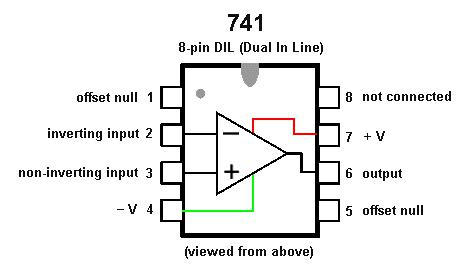 741
8-pin DIL (Dual In Line)
offset null 1
8 not connected
inverting input 2
7 + V
non-inverting input 3
6 output
– V 4
5 offset null
– +
(viewed from above)